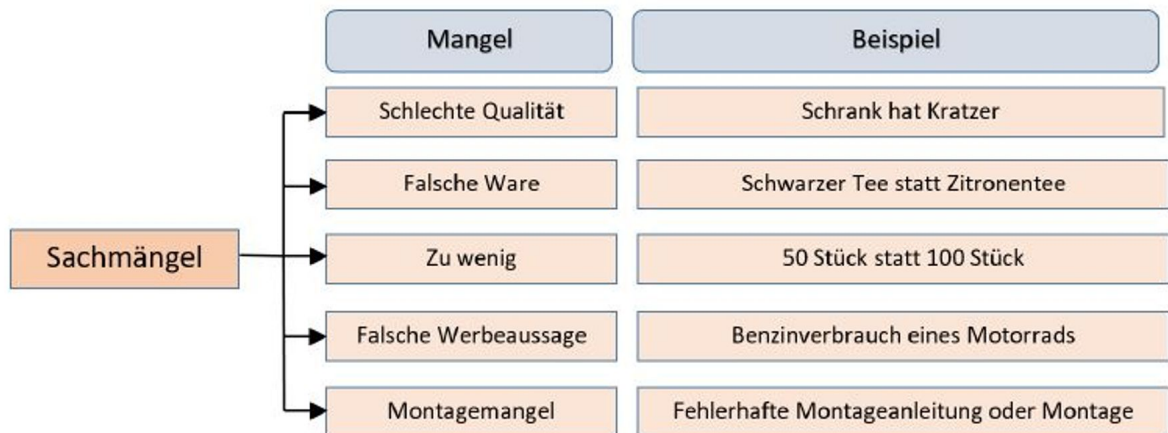 Mangel Beispiel
Schlechte Qualität Schrank hat Kratzer
Falsche Ware Schwarzer Tee statt Zitronentee
Sachmängel Zu wenig 50 Stück statt 100 Stück
Falsche Werbeaussage Benzinverbrauch eines Motorrads
Montagemangel Fehlerhafte Montageanleitung oder Montage